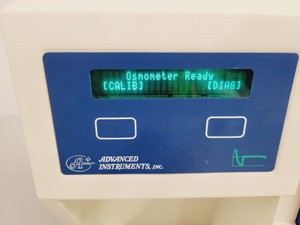 Osmometer Ready
[CALIB] [DIAG]
ADVANCED
INSTRUMENTS, INC.